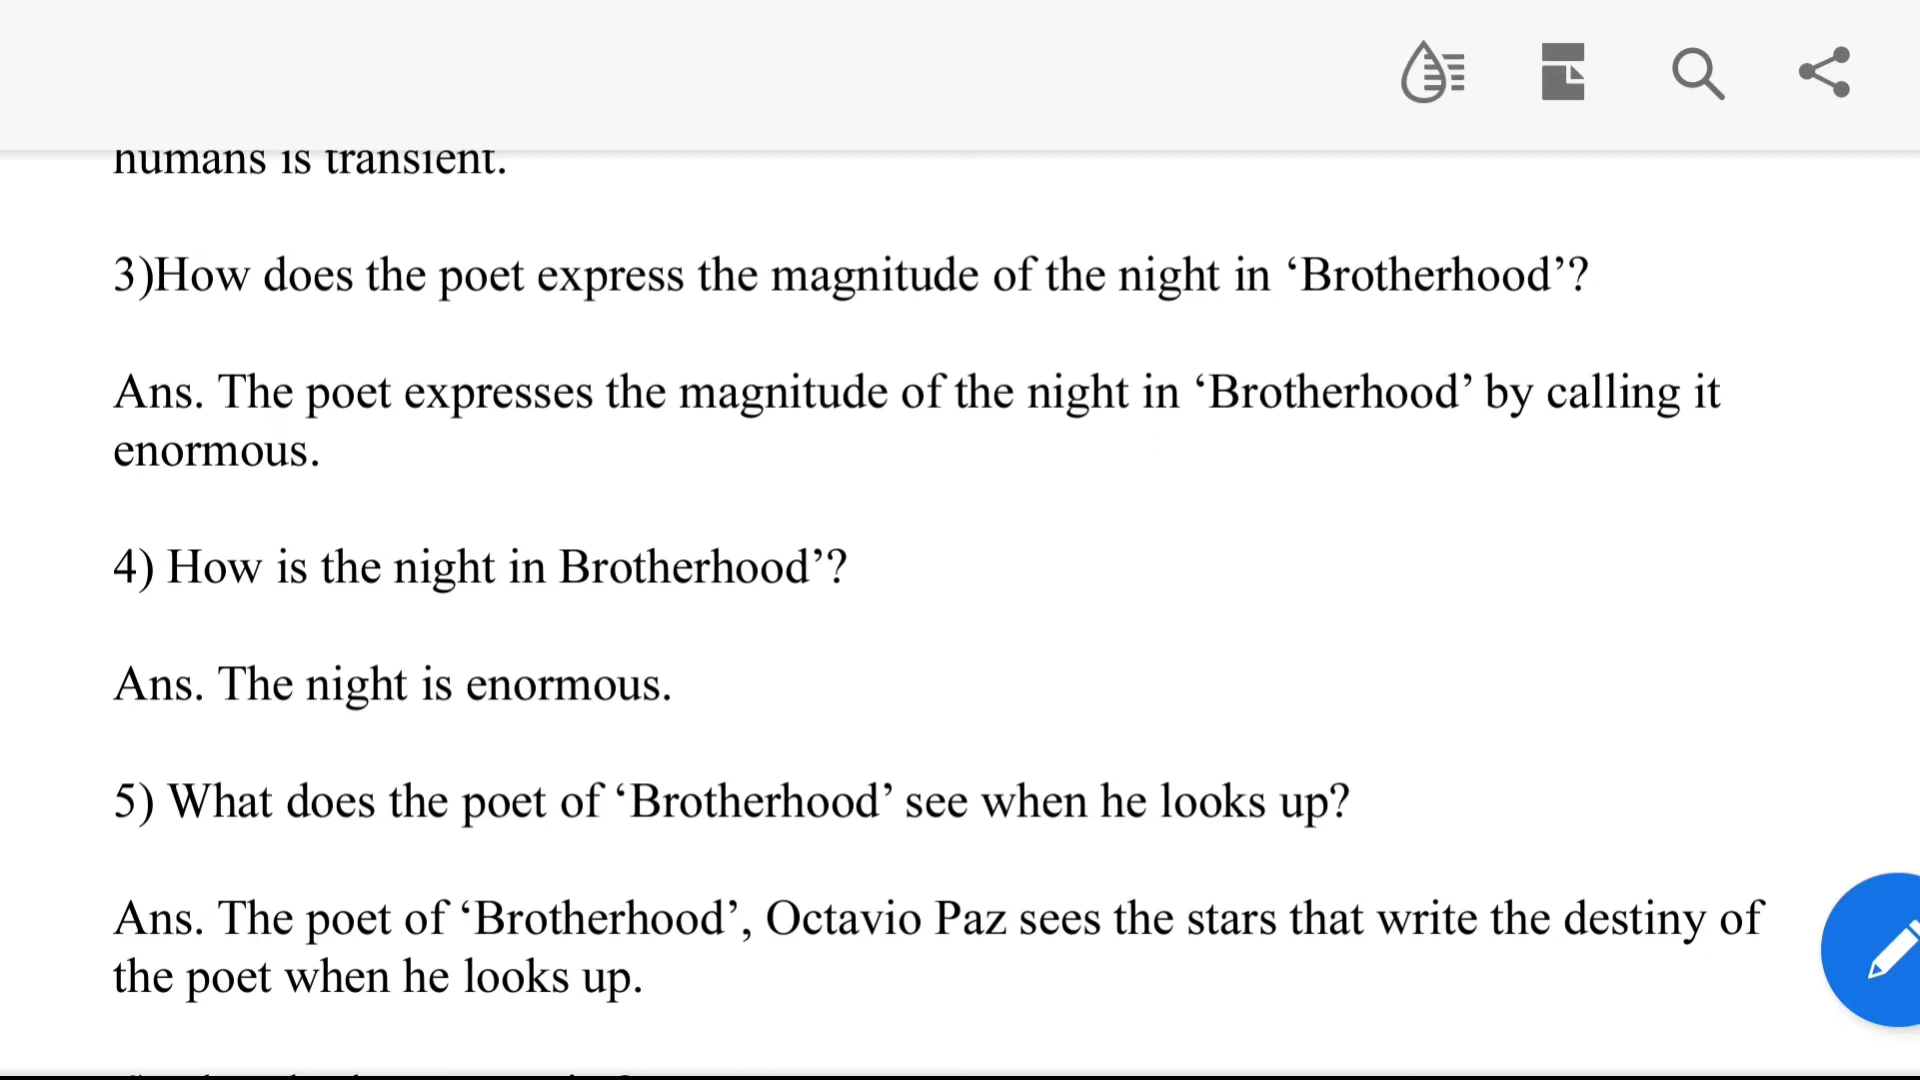 humans is transient.
3)How does the poet express the magnitude of the night in ‘Brotherhood’?
Ans. The poet expresses the magnitude of the night in ‘Brotherhood’ by calling it
enormous.
4) How is the night in Brotherhood’?
Ans. The night is enormous.
5) What does the poet of ‘Brotherhood’ see when he looks up?
Ans. The poet of ‘Brotherhood’, Octavio Paz sees the stars that write the destiny of
the poet when he looks up.